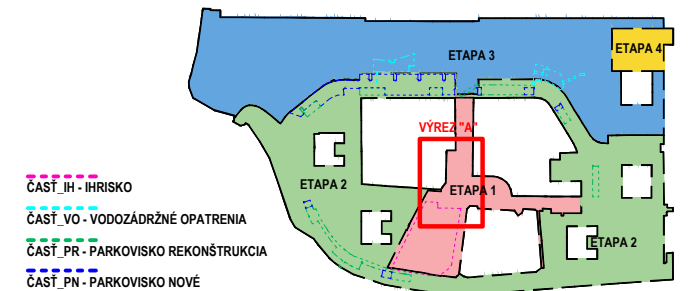 ETAPA 3
ETAPA 4
VÝREZ "A"
ETAPA 2
ETAPA 1
ETAPA 2
ČASŤ_IH - IHRISKO
ČASŤ_VO - VODOZÁDRŽNÉ OPATRENIA
ČASŤ_PR - PARKOVISKO REKONŠTRUKCIA
ČASŤ_PN - PARKOVISKO NOVÉ